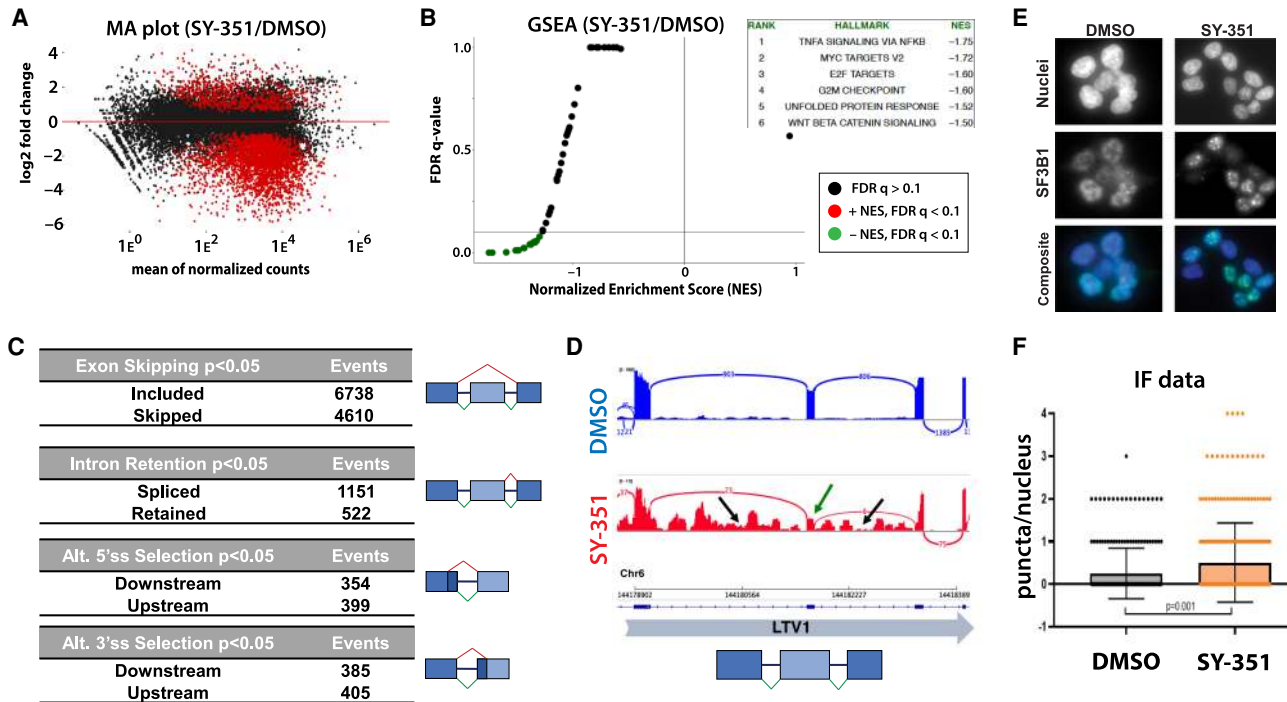 A
MA plot (SY-351/DMSO)
log2 fold change
4
2
0
−2
−4
−6
1e⁰
1e²
1e⁴
1e⁶
mean of normalized counts
B
GSEA (SY-351/DMSO)
FDR q-value
1.0
0.5
0.0
−1
0
1
Normalized Enrichment Score (NES)
RANK HALLMARK NES
1 TNFA SIGNALING VIA NFKB −1.75
2 MYC TARGETS V2 −1.72
3 E2F TARGETS −1.60
4 G2M CHECKPOINT −1.60
5 UNFOLDED PROTEIN RESPONSE −1.52
6 WNT BETA CATENIN SIGNALING −1.50
FDR q > 0.1
+ NES, FDR q < 0.1
− NES, FDR q < 0.1
E
DMSO SY-351
Nuclei
SF3B1
Composite
C
Exon Skipping p<0.05 Events
Included 6738
Skipped 4610
Intron Retention p<0.05 Events
Spliced 1151
Retained 522
Alt. 5'ss Selection p<0.05 Events
Downstream 354
Upstream 399
Alt. 3'ss Selection p<0.05 Events
Downstream 385
Upstream 405
D
DMSO
1385
SY-351
75
Chr6
144178902 144180564 144182227 14418389
LTV1
F
IF data
puncta/nucleus
4
3
2
1
0
-1
p=0.001
DMSO SY-351